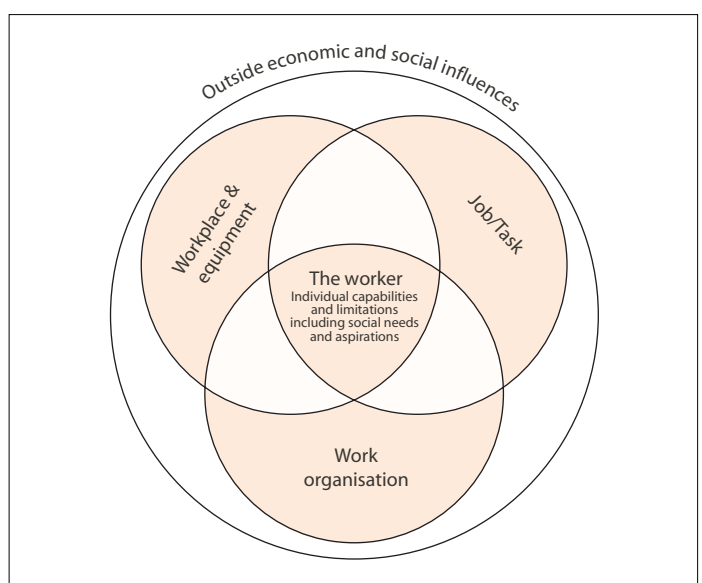 Outside economic and social influences
Workplace &
equipment
Job/Task
The worker
Individual capabilities
and limitations
including social needs
and aspirations
Work
organisation